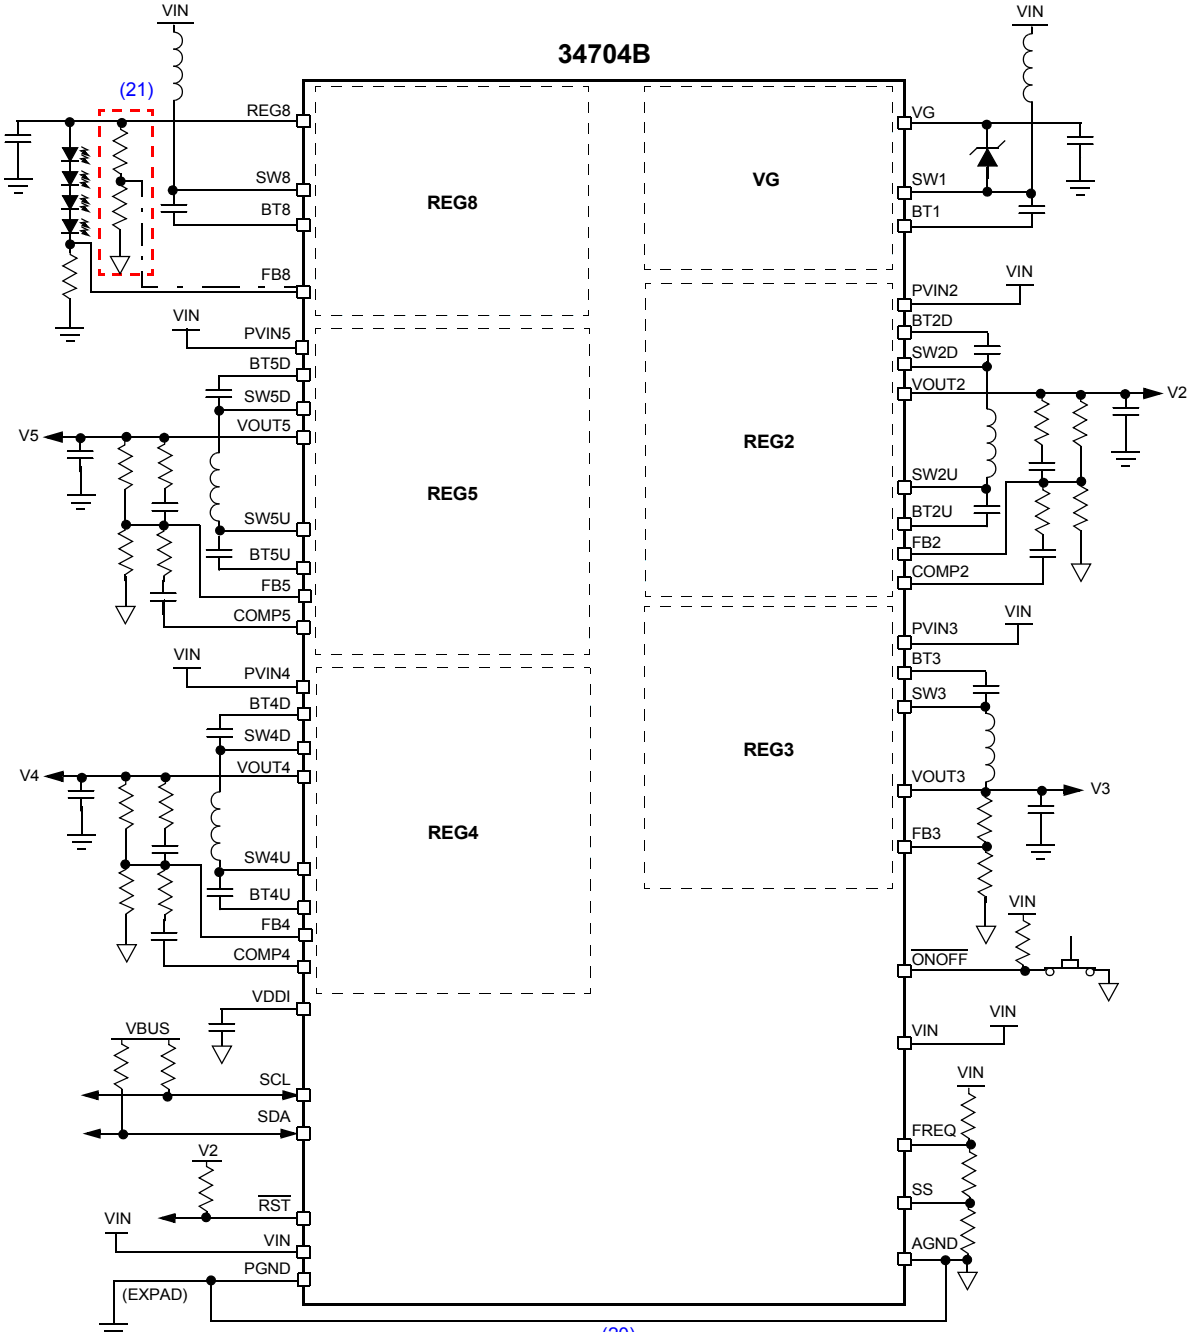 VIN
VIN
34704B
(21)
REG8
VG
SW8
SW1
BT8
BT1
REG8
VG
FB8
VIN
VIN
PVIN5
PVIN2
BT5D
BT2D
SW5D
SW2D
VOUT5
VOUT2
V5
V2
REG5
REG2
SW5U
SW2U
BT5U
BT2U
FB5
FB2
COMP5
COMP2
VIN
VIN
PVIN4
PVIN3
BT4D
BT3
SW4D
SW3
VOUT4
VOUT3
V4
V3
REG4
REG3
SW4U
FB3
BT4U
FB4
VIN
COMP4
ONOFF
VDDI
VIN
VBUS
VIN
SCL
VIN
SDA
FREQ
V2
SS
RST
VIN
VIN
AGND
PGND
(EXPAD)
(20)